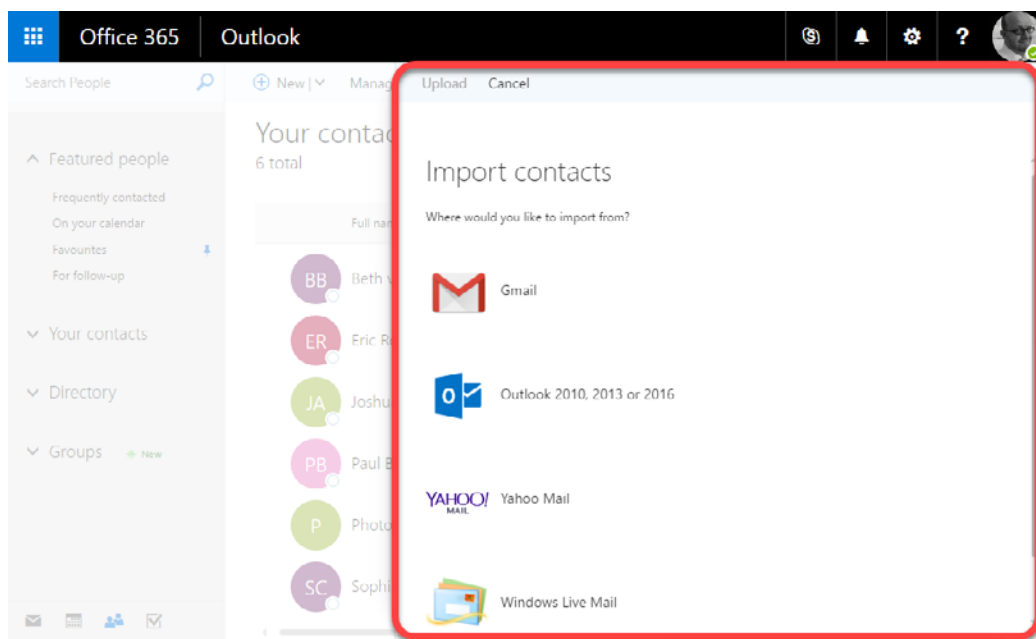 Office 365
Outlook
?
Search People
New
Manag
Upload
Cancel
Your contac
6 total
Featured people
Frequently contacted
On your calendar
Favourites
For follow-up
Your contacts
Directory
Groups
+ New
Full nam
BB
Beth v
ER
Eric R
JA
Joshu
PB
Paul B
P
Photo
SC
Sophi
Import contacts
Where would you like to import from?
Gmail
Outlook 2010, 2013 or 2016
YAHOO!
MAIL
Yahoo Mail
Windows Live Mail